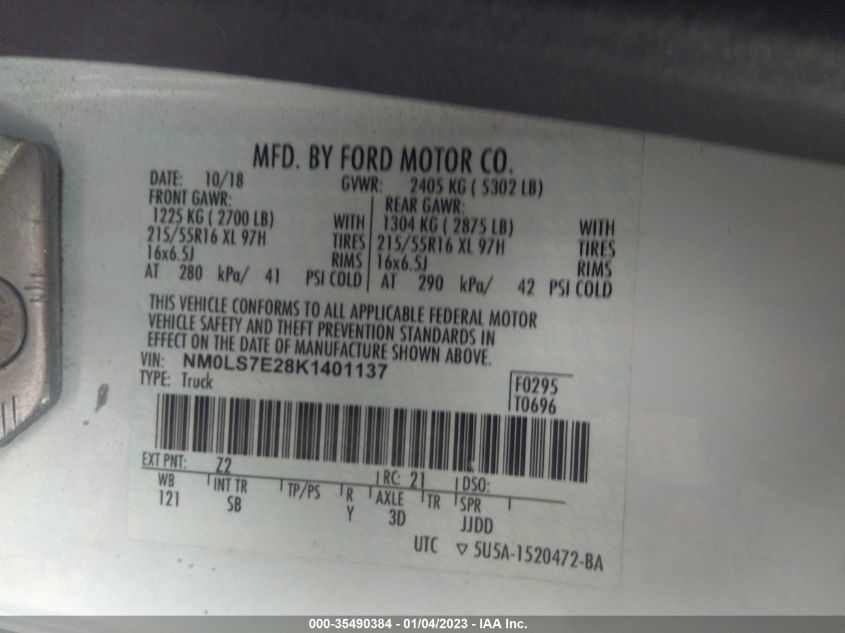 MFD. BY FORD MOTOR CO.
DATE: 10/18 GVWR: 2405 KG ( 5302 LB)
FRONT GAWR: REAR GAWR:
1225 KG ( 2700 LB) WITH 1304 KG ( 2875 LB) WITH
215/55R16 XL 97H TIRES 215/55R16 XL 97H TIRES
16x6.5J RIMS 16x6.5J RIMS
AT 280 kPa/ 41 PSI COLD AT 290 kPa/ 42 PSI COLD
THIS VEHICLE CONFORMS TO ALL APPLICABLE FEDERAL MOTOR
VEHICLE SAFETY AND THEFT PREVENTION STANDARDS IN
EFFECT ON THE DATE OF MANUFACTURE SHOWN ABOVE.
VIN: NM0LS7E28K1401137
TYPE: Truck F0295
T0696
EXT PNT: Z2 RC: 21 DSO:
WB INT TR TP/PS R AXLE TR SPR
121 SB Y 3D JJDD
UTC ▽ 5U5A-1520472-BA
000-35490384 - 01/04/2023 - IAA Inc.